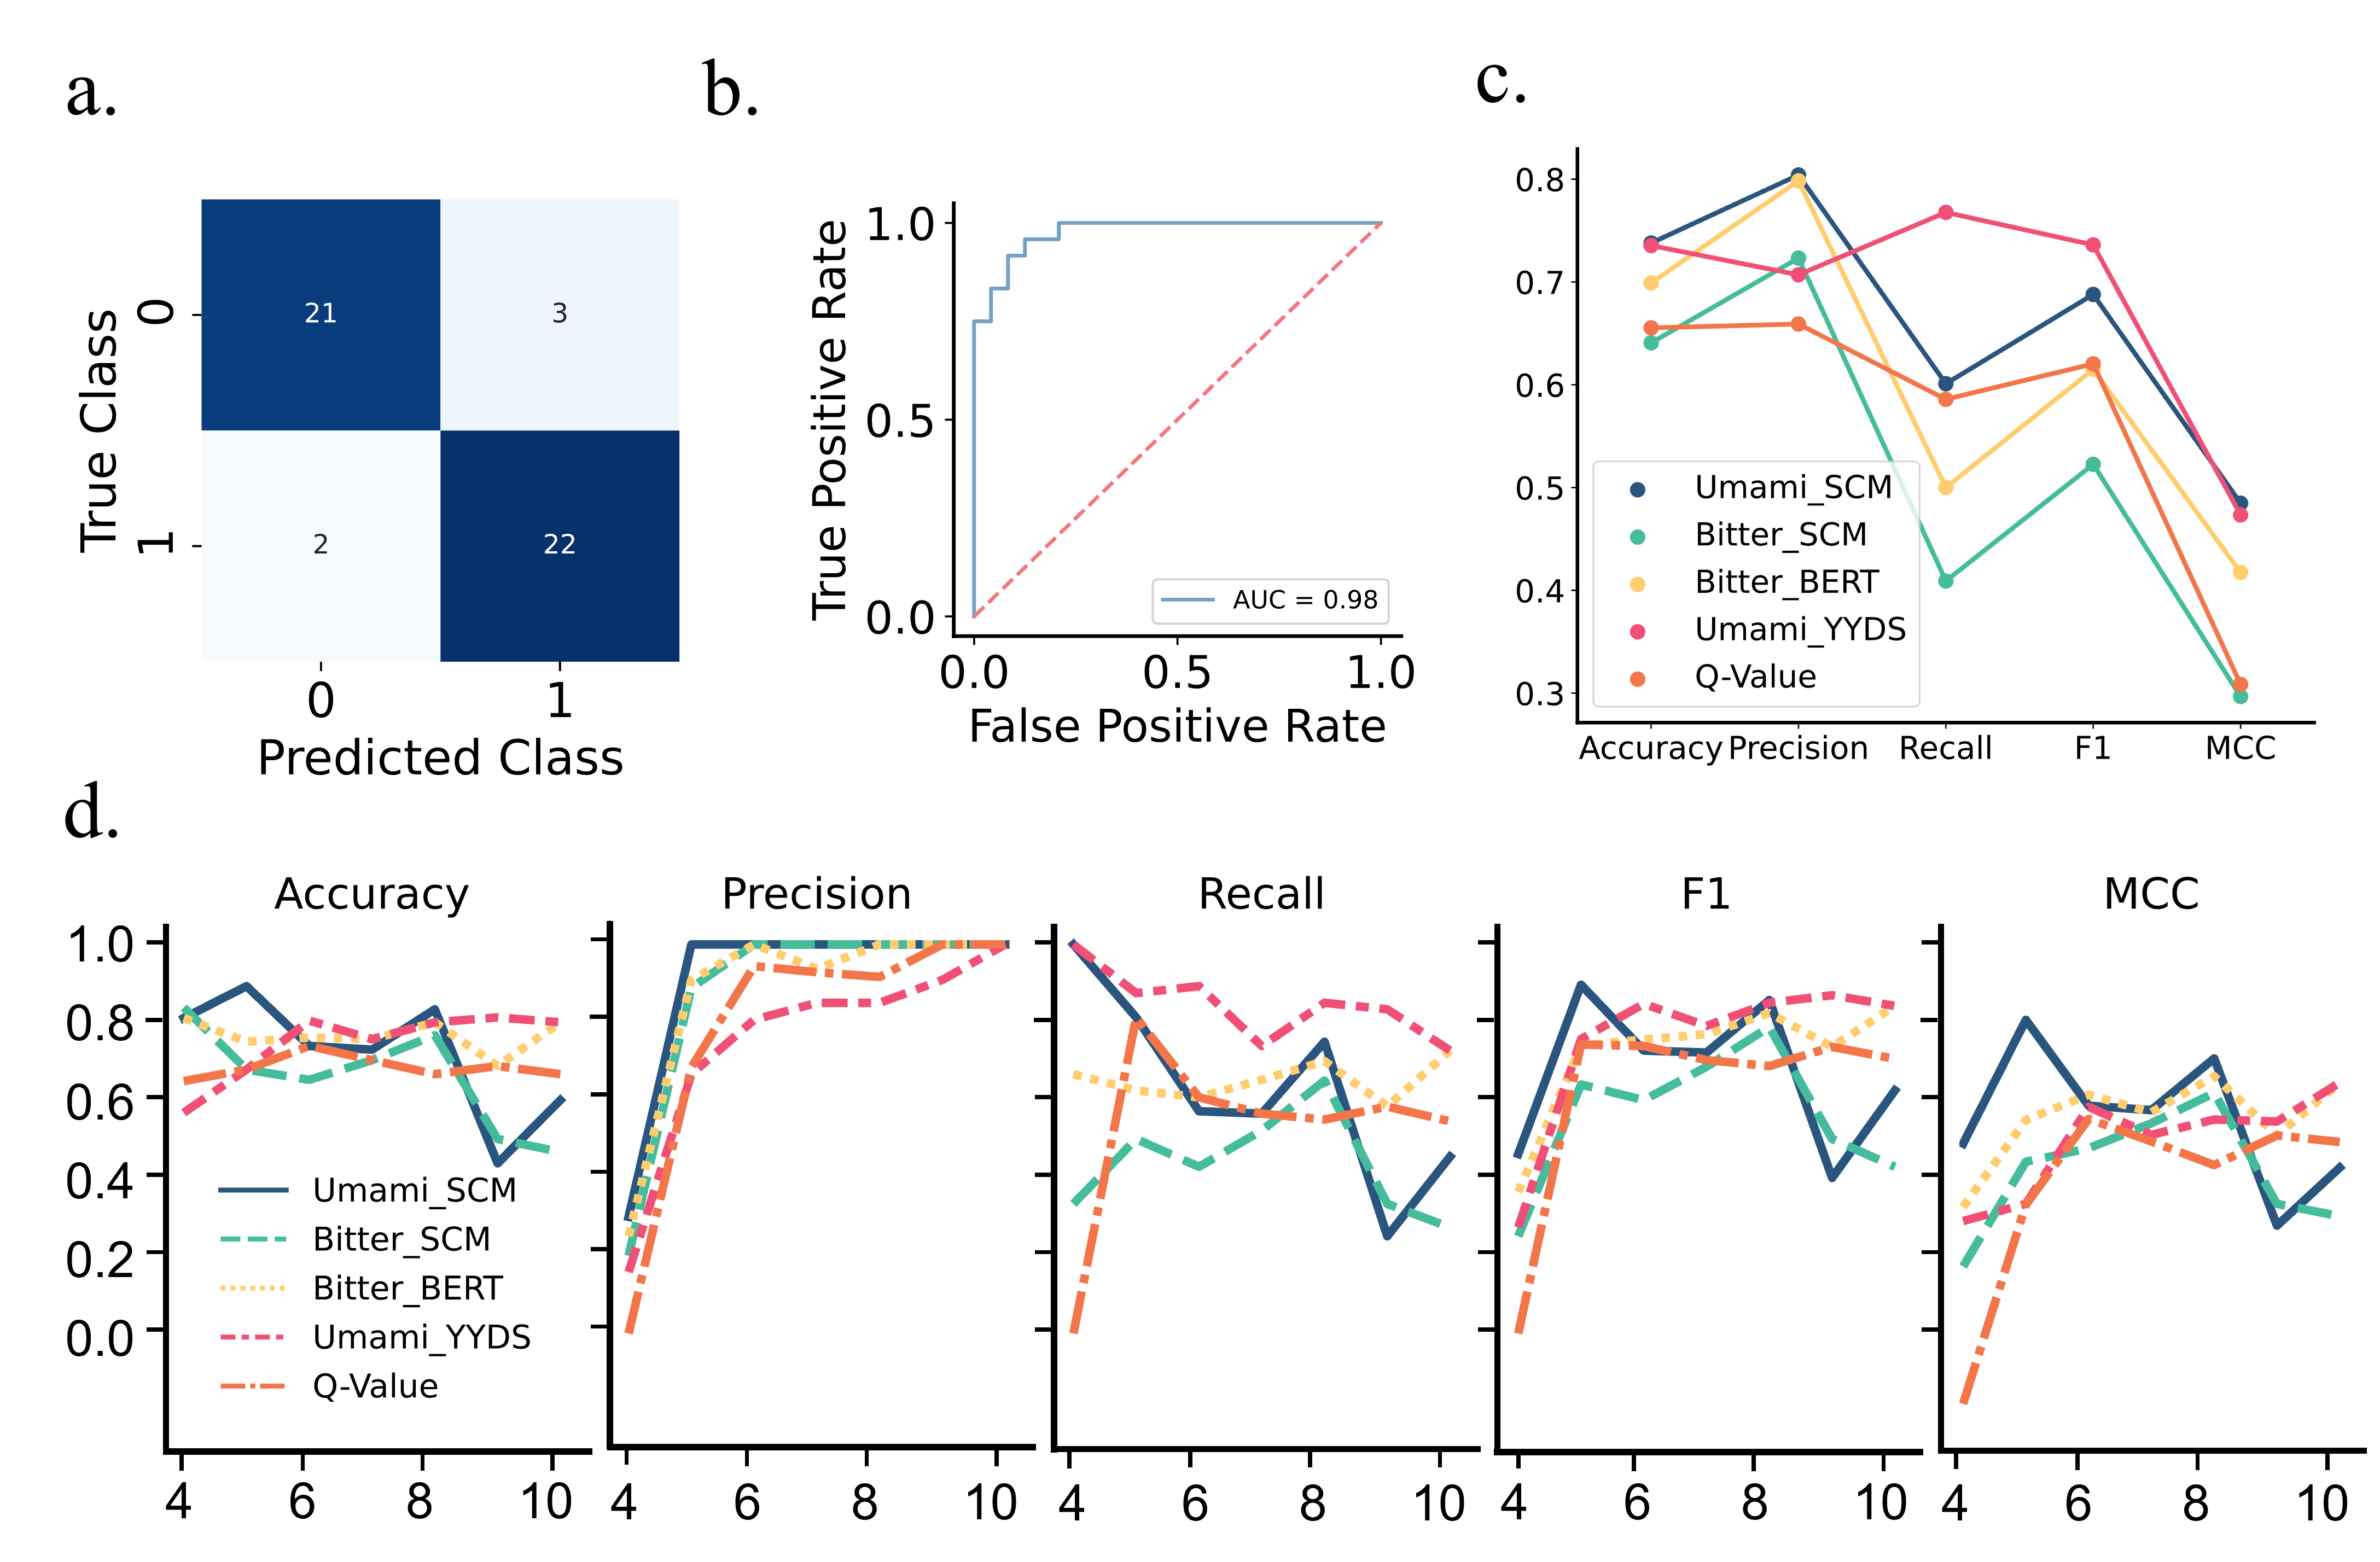 a.
True Class
0
1
21
3
2
22
0
1
Predicted Class
b.
True Positive Rate
1.0
0.5
0.0
AUC = 0.98
0.0
0.5
1.0
False Positive Rate
c.
0.8
0.7
0.6
0.5
0.4
0.3
Umami_SCM
Bitter_SCM
Bitter_BERT
Umami_YYDS
Q-Value
Accuracy
Precision
Recall
F1
MCC
d.
Accuracy
Precision
Recall
F1
MCC
1.0
0.8
0.6
0.4
0.2
0.0
Umami_SCM
Bitter_SCM
Bitter_BERT
Umami_YYDS
Q-Value
4 6 8 10
4 6 8 10
4 6 8 10
4 6 8 10
4 6 8 10